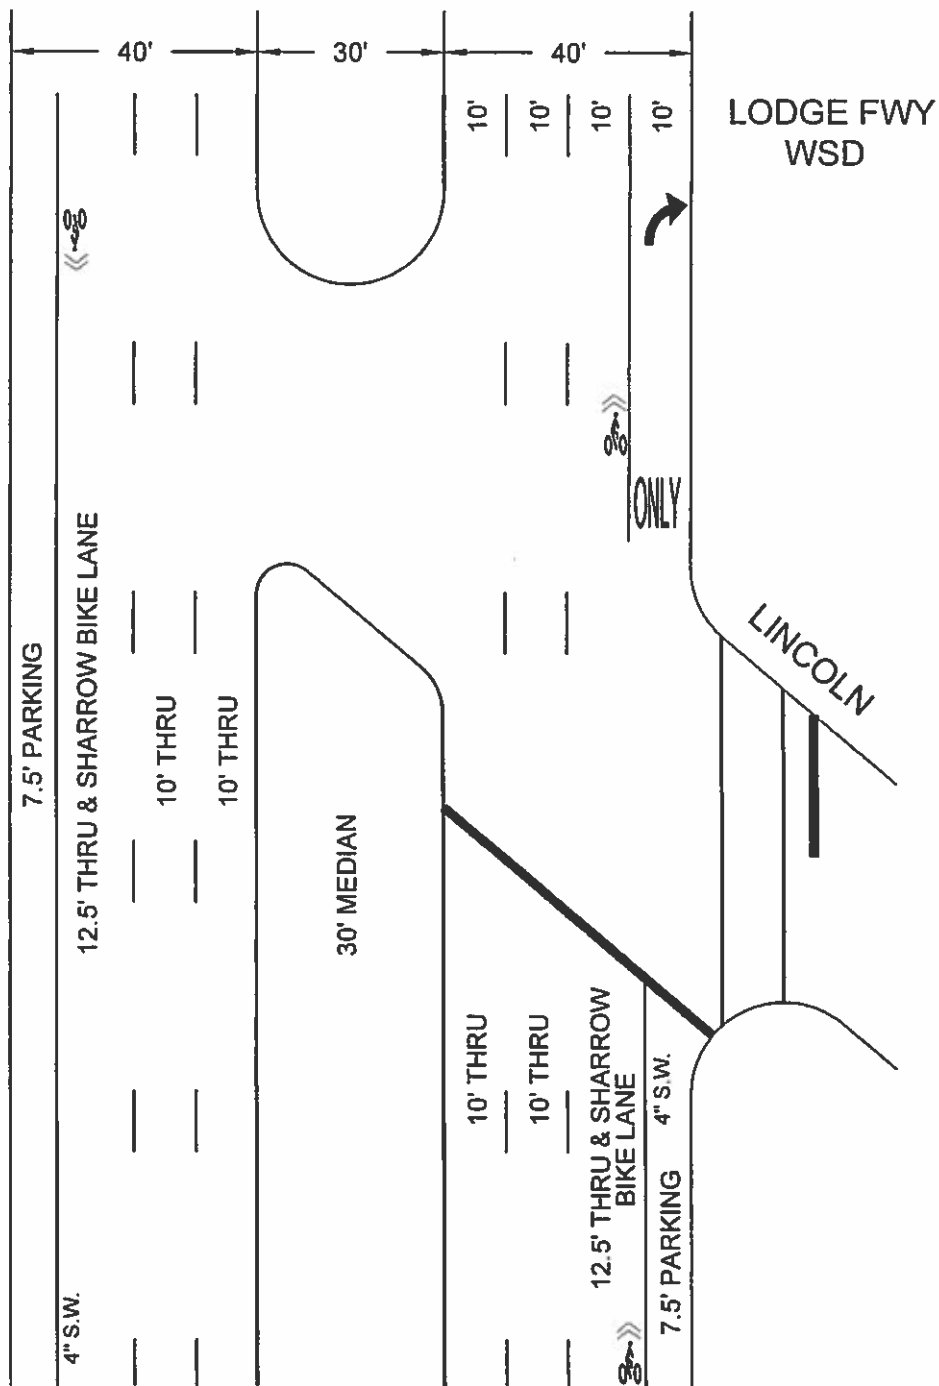 40'
30'
40'
10'
10'
10'
10'
LODGE FWY
WSD
ONLY
LINCOLN
7.5' PARKING
12.5' THRU & SHARROW BIKE LANE
10' THRU
10' THRU
30' MEDIAN
10' THRU
10' THRU
12.5' THRU & SHARROW
BIKE LANE
4" S.W.
7.5' PARKING
4" S.W.